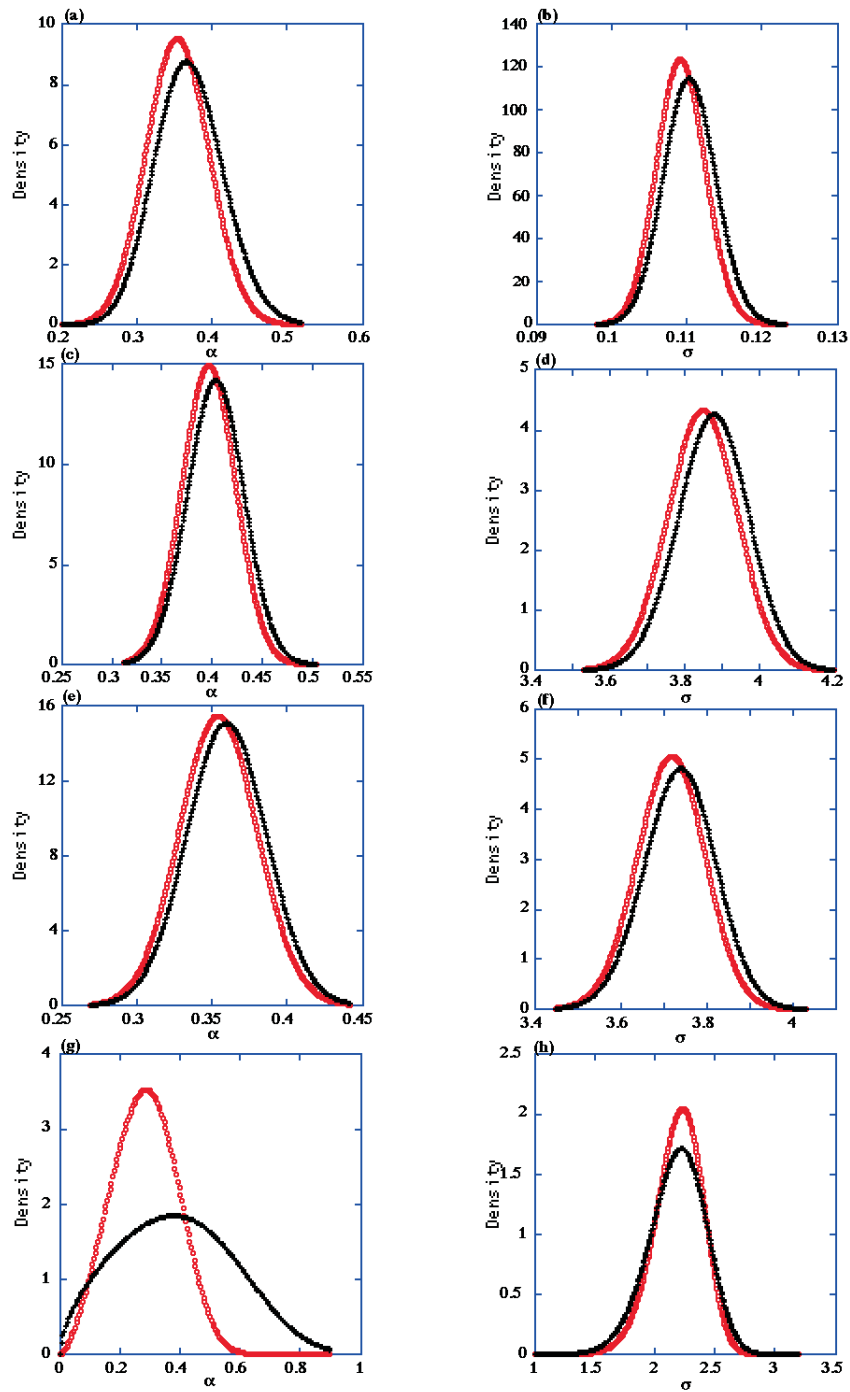 (a) (b)
10 140
8 120
100
6 80
4 60
40
2 20
0 0
Density Density
0.2 0.3 0.4 0.5 0.6 0.09 0.1 0.11 0.12 0.13
α σ
(c) (d)
15 5
4
10 3
5 2
1
0 0
Density Density
0.25 0.3 0.35 0.4 0.45 0.5 0.55 3.4 3.6 3.8 4 4.2
α σ
(e) (f)
16 6
12 5
4
8 3
4 2
1
0 0
Density Density
0.25 0.3 0.35 0.4 0.45 3.4 3.6 3.8 4
α σ
(g) (h)
4 2.5
3 2
2 1.5
1
1 0.5
0 0
Density Density
0 0.2 0.4 0.6 0.8 1 1 1.5 2 2.5 3 3.5
α σ